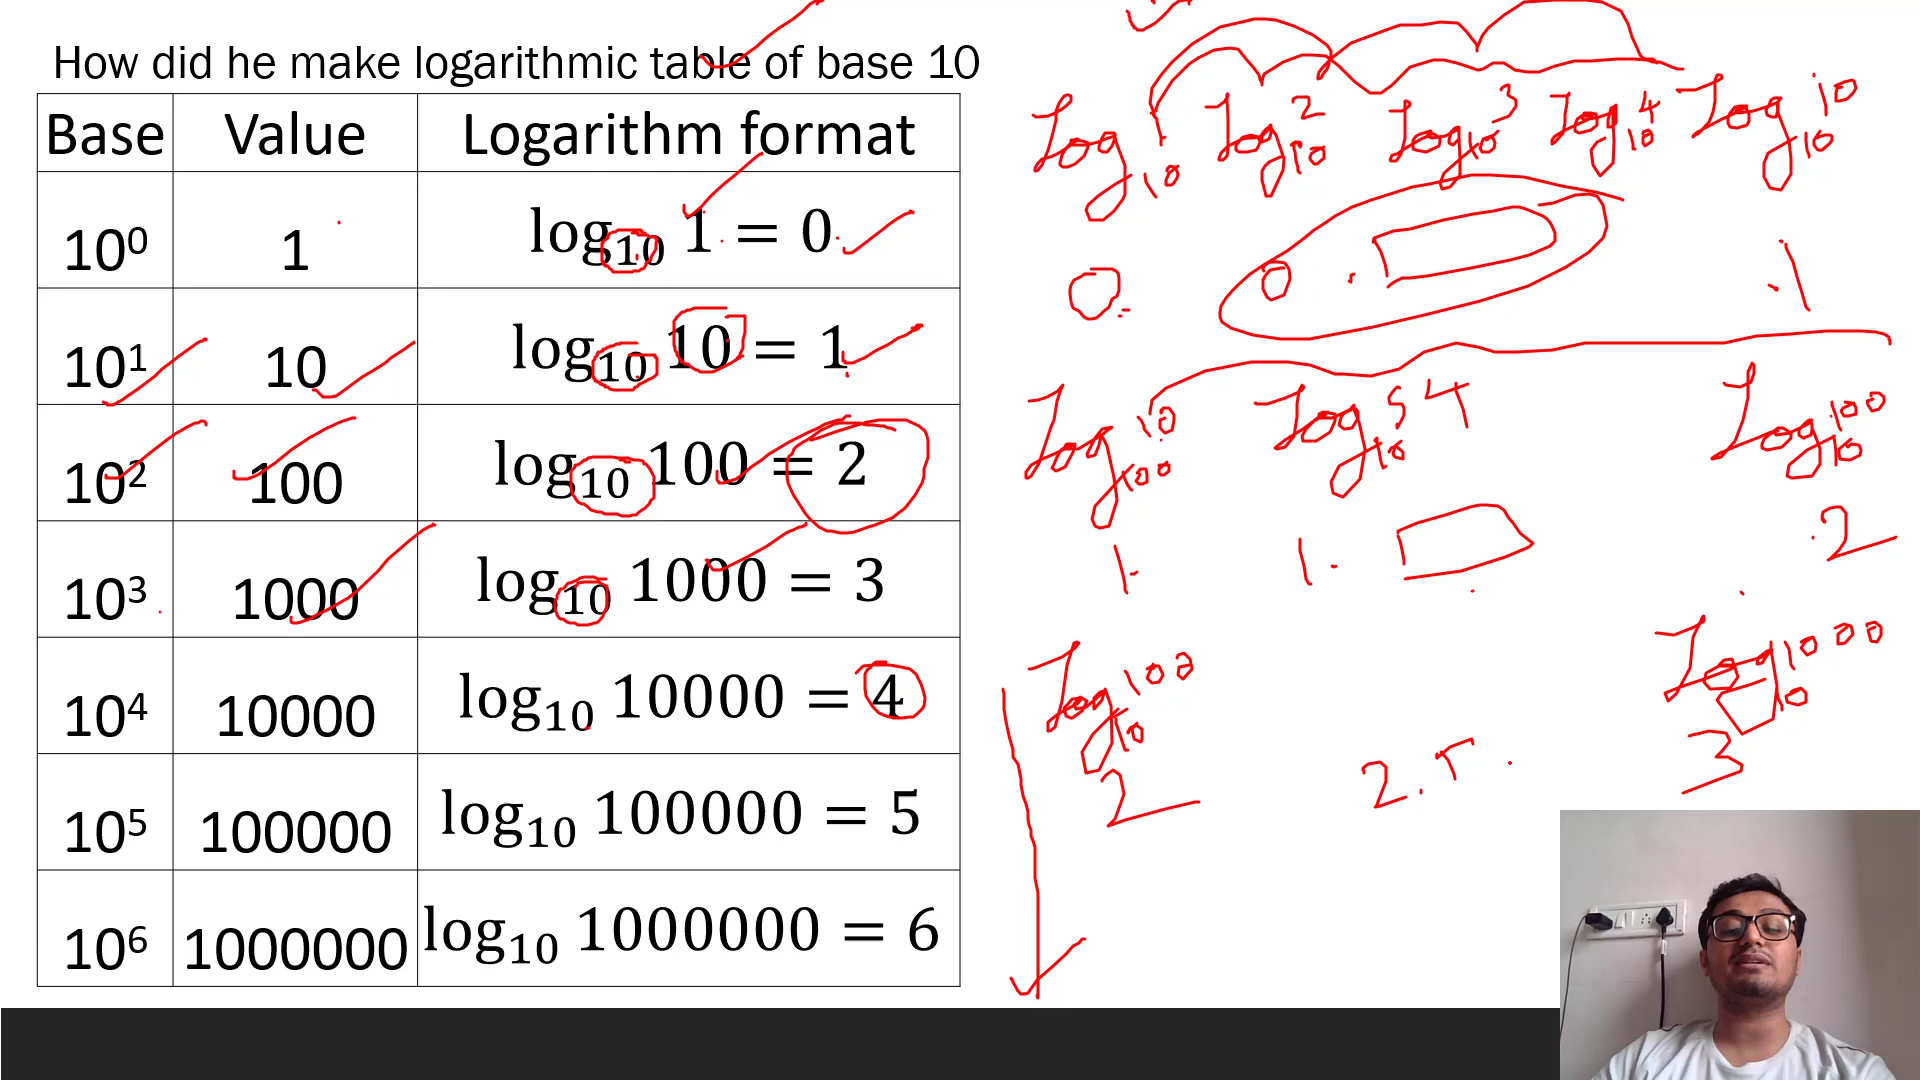 How did he make logarithmic table of base 10
Base Value Logarithm format
10⁰ 1 log₁₀ 1 = 0
10¹ 10 log₁₀ 10 = 1
10² 100 log₁₀ 100 = 2
10³ 1000 log₁₀ 1000 = 3
10⁴ 10000 log₁₀ 10000 = 4
10⁵ 100000 log₁₀ 100000 = 5
10⁶ 1000000 log₁₀ 1000000 = 6
Log₁₀ 1 Log₁₀ 2 Log₁₀ 3 Log₁₀ 4 Log₁₀ 10
0. 0. .1
Log₁₀₀ 10 Log₁₀ 54 Log₁₀ 100
1. 1. 2
Log₁₀ 100 Log₁₀ 1000
2 2. 3